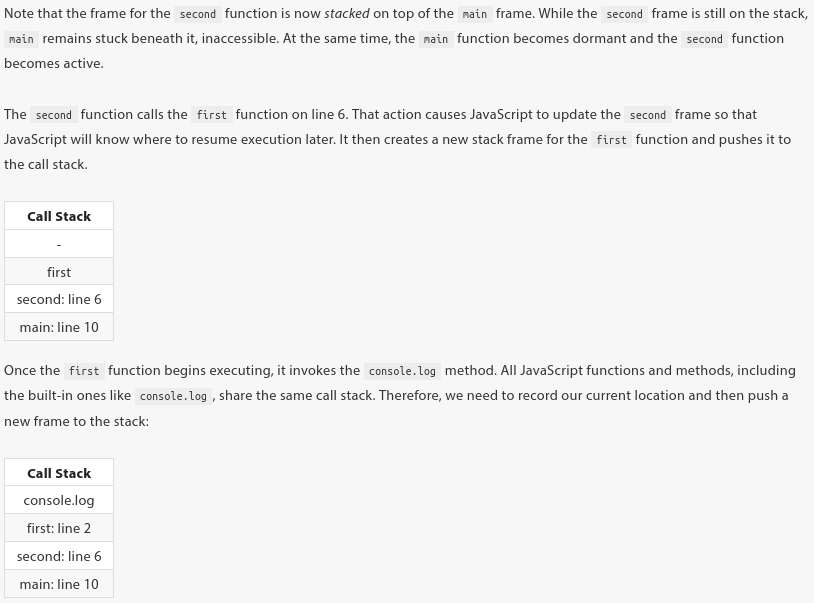 Note that the frame for the second function is now stacked on top of the main frame. While the second frame is still on the stack,
main remains stuck beneath it, inaccessible. At the same time, the main function becomes dormant and the second function
becomes active.
The second function calls the first function on line 6. That action causes JavaScript to update the second frame so that
JavaScript will know where to resume execution later. It then creates a new stack frame for the first function and pushes it to
the call stack.
Call Stack
-
first
second: line 6
main: line 10
Once the first function begins executing, it invokes the console.log method. All JavaScript functions and methods, including
the built-in ones like console.log , share the same call stack. Therefore, we need to record our current location and then push a
new frame to the stack:
Call Stack
console.log
first: line 2
second: line 6
main: line 10